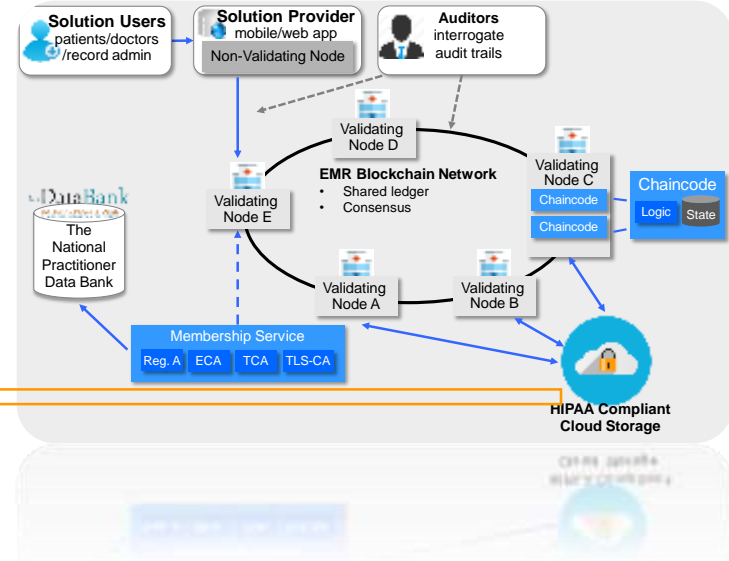 Solution Users
patients/doctors
/record admin
Solution Provider
mobile/web app
Non-Validating Node
Auditors
interrogate
audit trails
Validating
Node D
EMR Blockchain Network
• Shared ledger
• Consensus
Validating
Node C
Chaincode
Chaincode
Chaincode
Logic
State
Validating
Node E
DataBank
The
National
Practitioner
Data Bank
Validating
Node A
Validating
Node B
Membership Service
Reg. A
ECA
TCA
TLS-CA
HIPAA Compliant
Cloud Storage